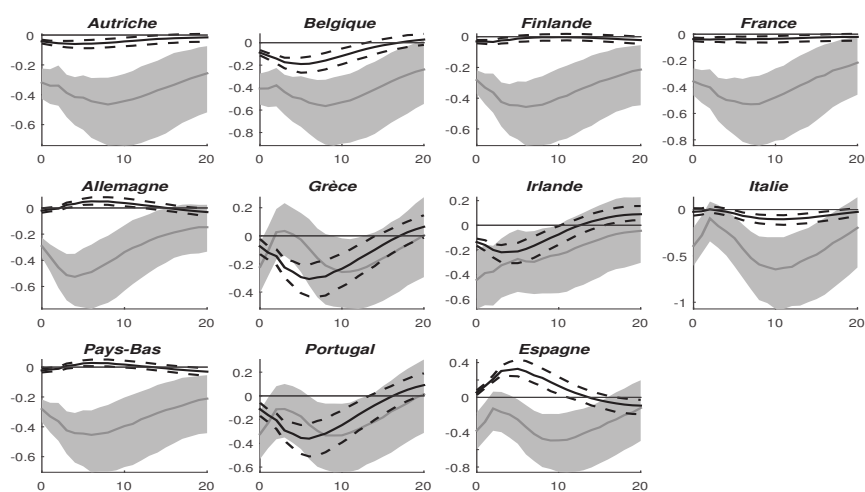 Autriche
0
-0.2
-0.4
-0.6
0 10 20
Belgique
0
-0.2
-0.4
-0.6
-0.8
0 10 20
Finlande
0
-0.2
-0.4
-0.6
0 10 20
France
0
-0.2
-0.4
-0.6
-0.8
0 10 20
Allemagne
0
-0.2
-0.4
-0.6
0 10 20
Grèce
0.2
0
-0.2
-0.4
0 10 20
Irlande
0.2
0
-0.2
-0.4
-0.6
0 10 20
Italie
0
-0.5
-1
0 10 20
Pays-Bas
0
-0.2
-0.4
-0.6
0 10 20
Portugal
0.2
0
-0.2
-0.4
-0.6
0 10 20
Espagne
0.4
0
-0.4
-0.8
0 10 20